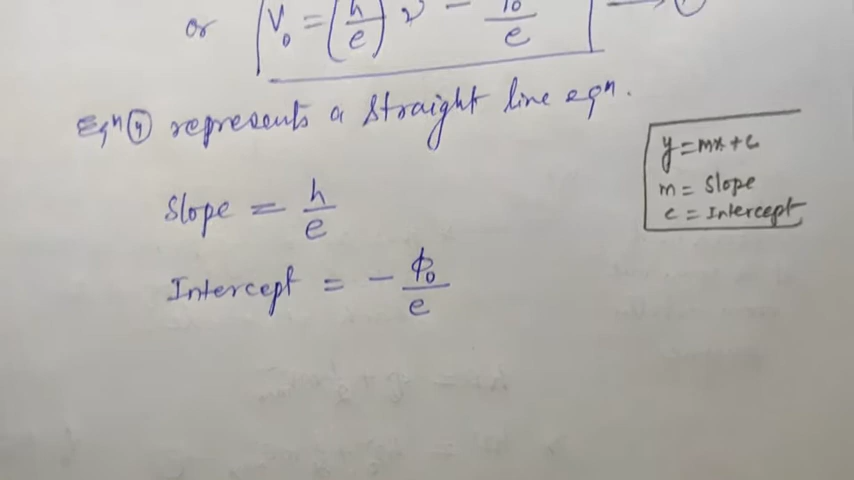 or V₀ = (h/e) ν - ϕ₀/e
Eqⁿ (4) represents a straight line eqⁿ.
y = mx + c
m = Slope
c = Intercept
Slope = h/e
Intercept = - ϕ₀/e